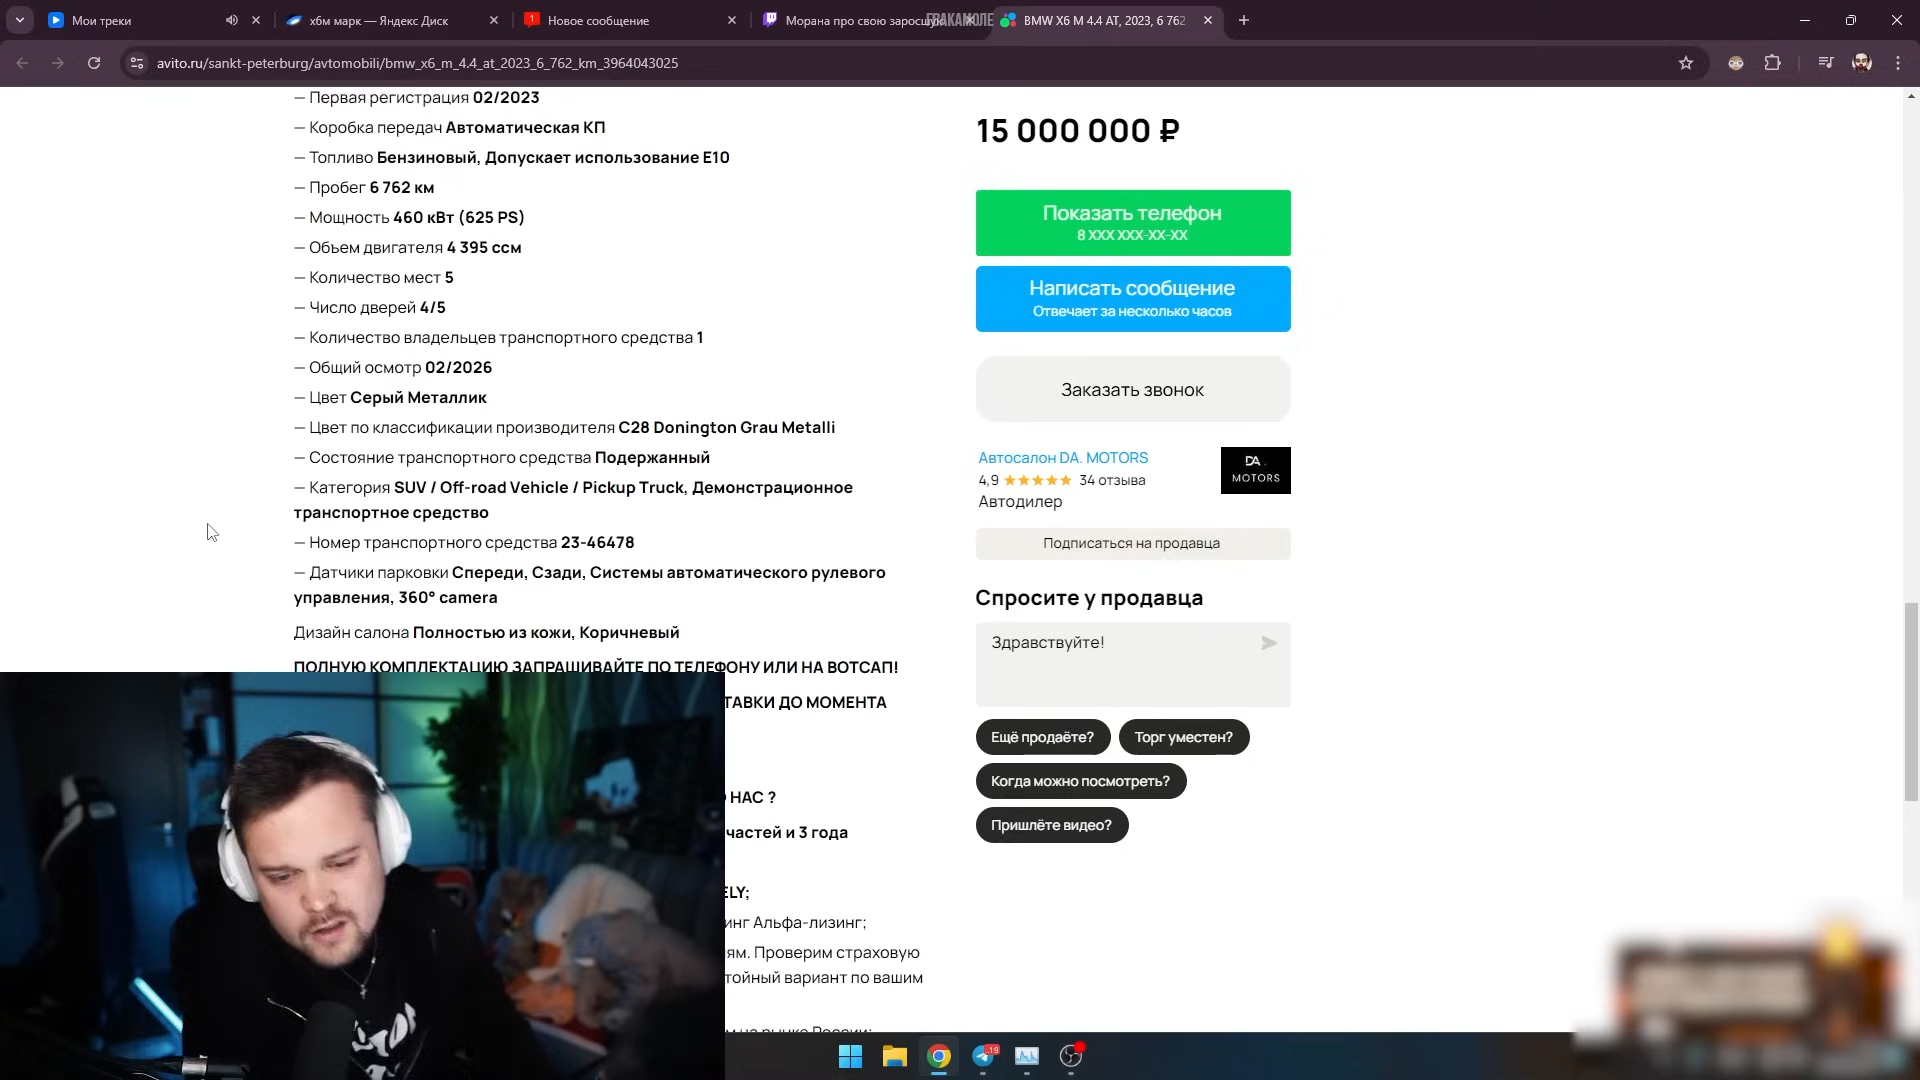 Мои треки
хбм марк — Яндекс Диск
Новое сообщение
Морана про свою заросшую
BMW X6 M 4.4 AT, 2023, 6 762
avito.ru/sankt-peterburg/avtomobili/bmw_x6_m_4.4_at_2023_6_762_km_3964043025
— Первая регистрация 02/2023
— Коробка передач Автоматическая КП
— Топливо Бензиновый, Допускает использование E10
— Пробег 6 762 км
— Мощность 460 кВт (625 PS)
— Объем двигателя 4 395 ссм
— Количество мест 5
— Число дверей 4/5
— Количество владельцев транспортного средства 1
— Общий осмотр 02/2026
— Цвет Серый Металлик
— Цвет по классификации производителя C28 Donington Grau Metalli
— Состояние транспортного средства Подержанный
— Категория SUV / Off-road Vehicle / Pickup Truck, Демонстрационное
транспортное средство
— Номер транспортного средства 23-46478
— Датчики парковки Спереди, Сзади, Системы автоматического рулевого
управления, 360° camera
Дизайн салона Полностью из кожи, Коричневый
ПОЛНУЮ КОМПЛЕКТАЦИЮ ЗАПРАШИВАЙТЕ ПО ТЕЛЕФОНУ ИЛИ НА ВОТСАП!
ТАВКИ ДО МОМЕНТА
НАС ?
частей и 3 года
ELY;
инг Альфа-лизинг;
ям. Проверим страховую
тойный вариант по вашим
м на рынке России;
15 000 000 ₽
Показать телефон
8 XXX XXX-XX-XX
Написать сообщение
Отвечает за несколько часов
Заказать звонок
Автосалон DA. MOTORS
4,9 ★★★★★ 34 отзыва
Автодилер
DA.
MOTORS
Подписаться на продавца
Спросите у продавца
Здравствуйте!
Ещё продаёте?
Торг уместен?
Когда можно посмотреть?
Пришлёте видео?